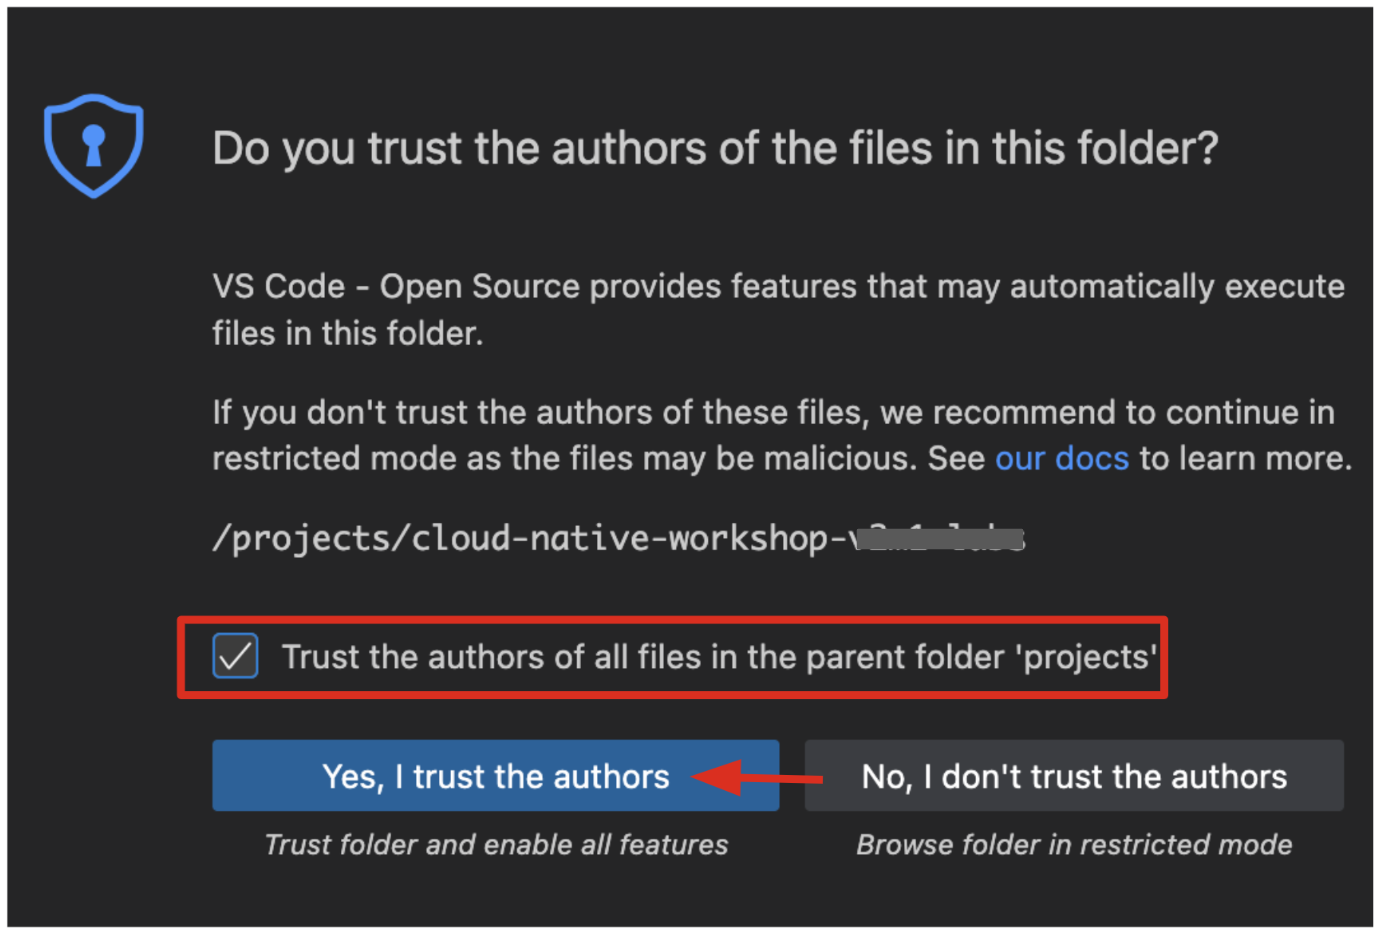 Do you trust the authors of the files in this folder?
VS Code - Open Source provides features that may automatically execute
files in this folder.
If you don't trust the authors of these files, we recommend to continue in
restricted mode as the files may be malicious. See our docs to learn more.
/projects/cloud-native-workshop-
Trust the authors of all files in the parent folder 'projects'
Yes, I trust the authors
No, I don't trust the authors
Trust folder and enable all features
Browse folder in restricted mode